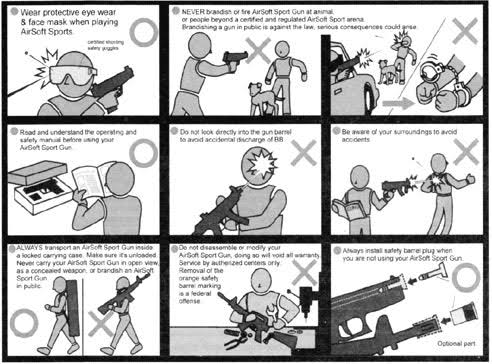 Wear protective eye wear
& face mask when playing
AirSoft Sports.
certified shooting
safety goggles
NEVER brandish or fire AirSoft Gun at animal,
or people beyond a certified and regulated AirSoft Sport arena.
Brandishing a gun in public is against the law, serious consequences could arise.
Read and understand the operating and
safety manual before using your
AirSoft Sport Gun.
Do not look directly into the gun barrel
to avoid accidental discharge of BB
Be aware of your surroundings to avoid
accidents
ALWAYS transport an AirSoft Sport Gun inside
a locked carrying case. Make sure it's unloaded.
Never carry your AirSoft Sport Gun in open view,
as a concealed weapon, or brandish an AirSoft
Sport Gun
in public.
Do not disassemble or modify your
AirSoft Sport Gun, doing so will void all warranty.
Service by authorized centers only.
Removal of the
orange safety
barrel marking
is a federal
offense.
Always install safety barrel plug when
you are not using your AirSoft Sport Gun.
Optional part